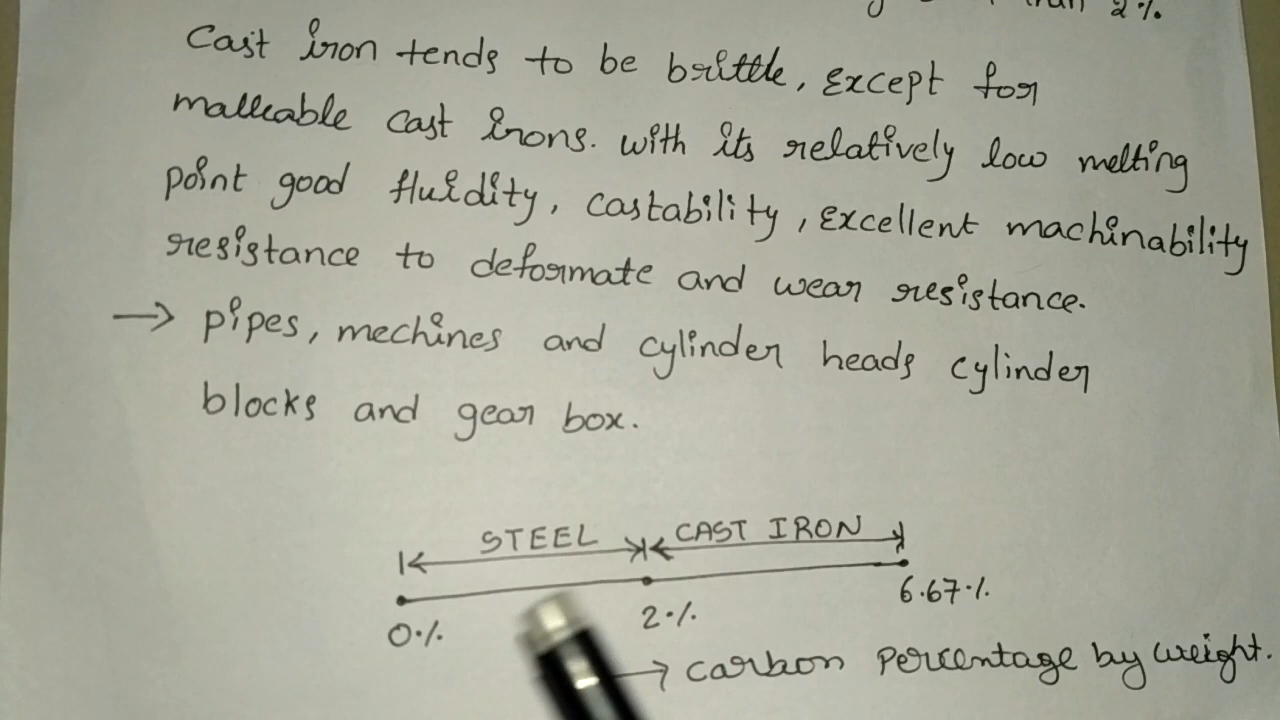 2%
Cast iron tends to be brittle, Except for
malleable cast irons. with its relatively low melting
point good fluidity, castability, Excellent machinability
resistance to deformate and wear resistance.
→ pipes, mechines and cylinder heads cylinder
blocks and gear box.
STEEL CAST IRON
0% 2% 6.67%
→ carbon percentage by weight.